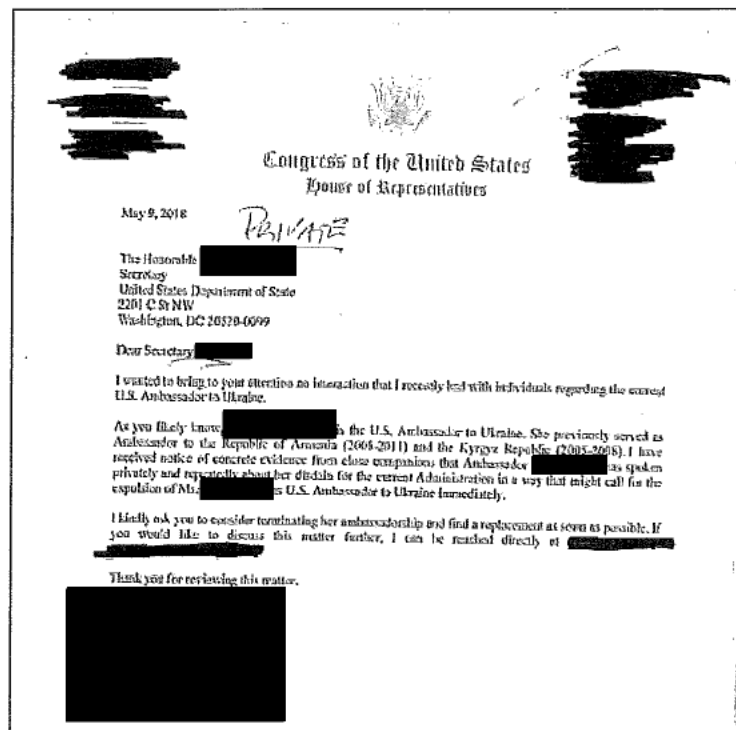 Congress of the United States
House of Representatives
May 9, 2018
PRIVATE
The Honorable
Secretary
United States Department of State
2201 C St NW
Washington, DC 20520-0099
Dear Secretary
I wanted to bring to your attention an interaction that I recently had with individuals regarding the current
U.S. Ambassador to Ukraine.
As you likely know, is the U.S. Ambassador to Ukraine. She previously served as
Ambassador to the Republic of Armenia (2008-2011) and the Kyrgyz Republic (2005-2008). I have
received notice of concrete evidence from close companions that Ambassador has spoken
privately and repeatedly about her disdain for the current Administration in a way that might call for the
expulsion of Ms. as U.S. Ambassador to Ukraine immediately.
I kindly ask you to consider terminating her ambassadorship and find a replacement as soon as possible. If
you would like to discuss this matter further, I can be reached directly at
Thank you for reviewing this matter.